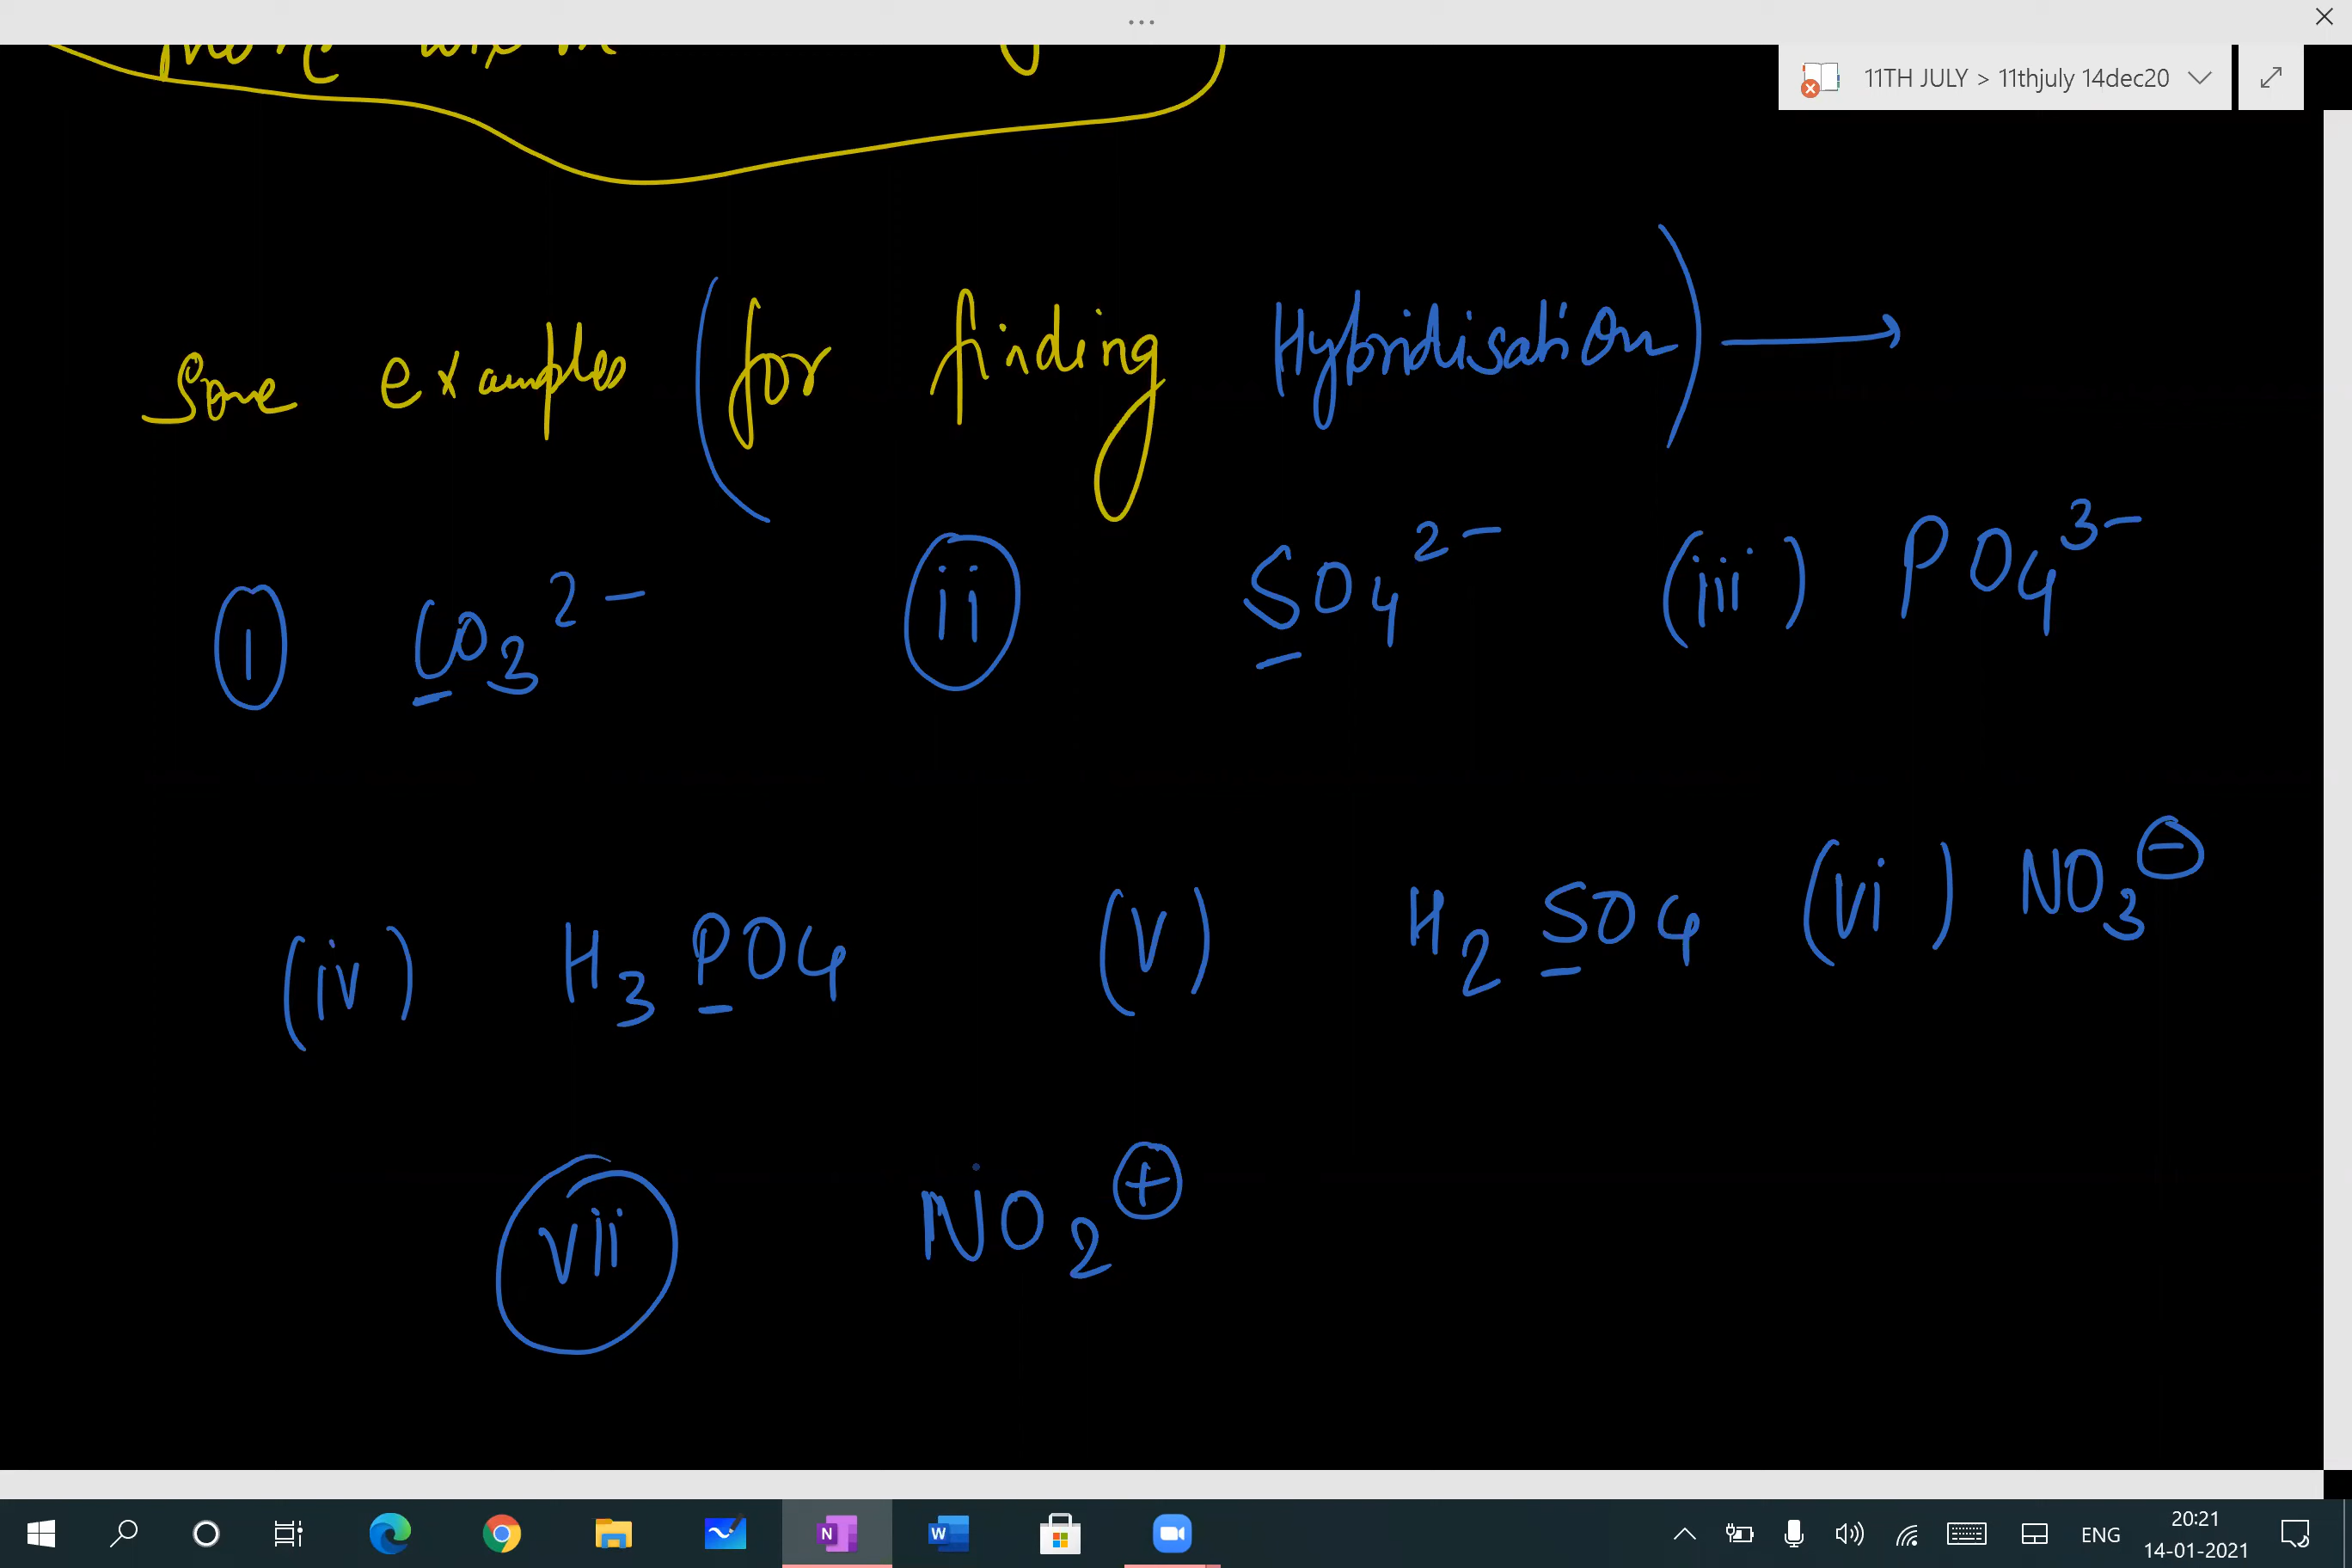 ...
11TH JULY > 11thjuly 14dec20
Some examples (for finding Hybridisation) →
(1) CO3 2- (ii) SO4 2- (iii) PO4 3-
(iv) H3PO4 (v) H2SO4 (vi) NO3 -
(vii) NO2 +
ENG
20:21
14-01-2021